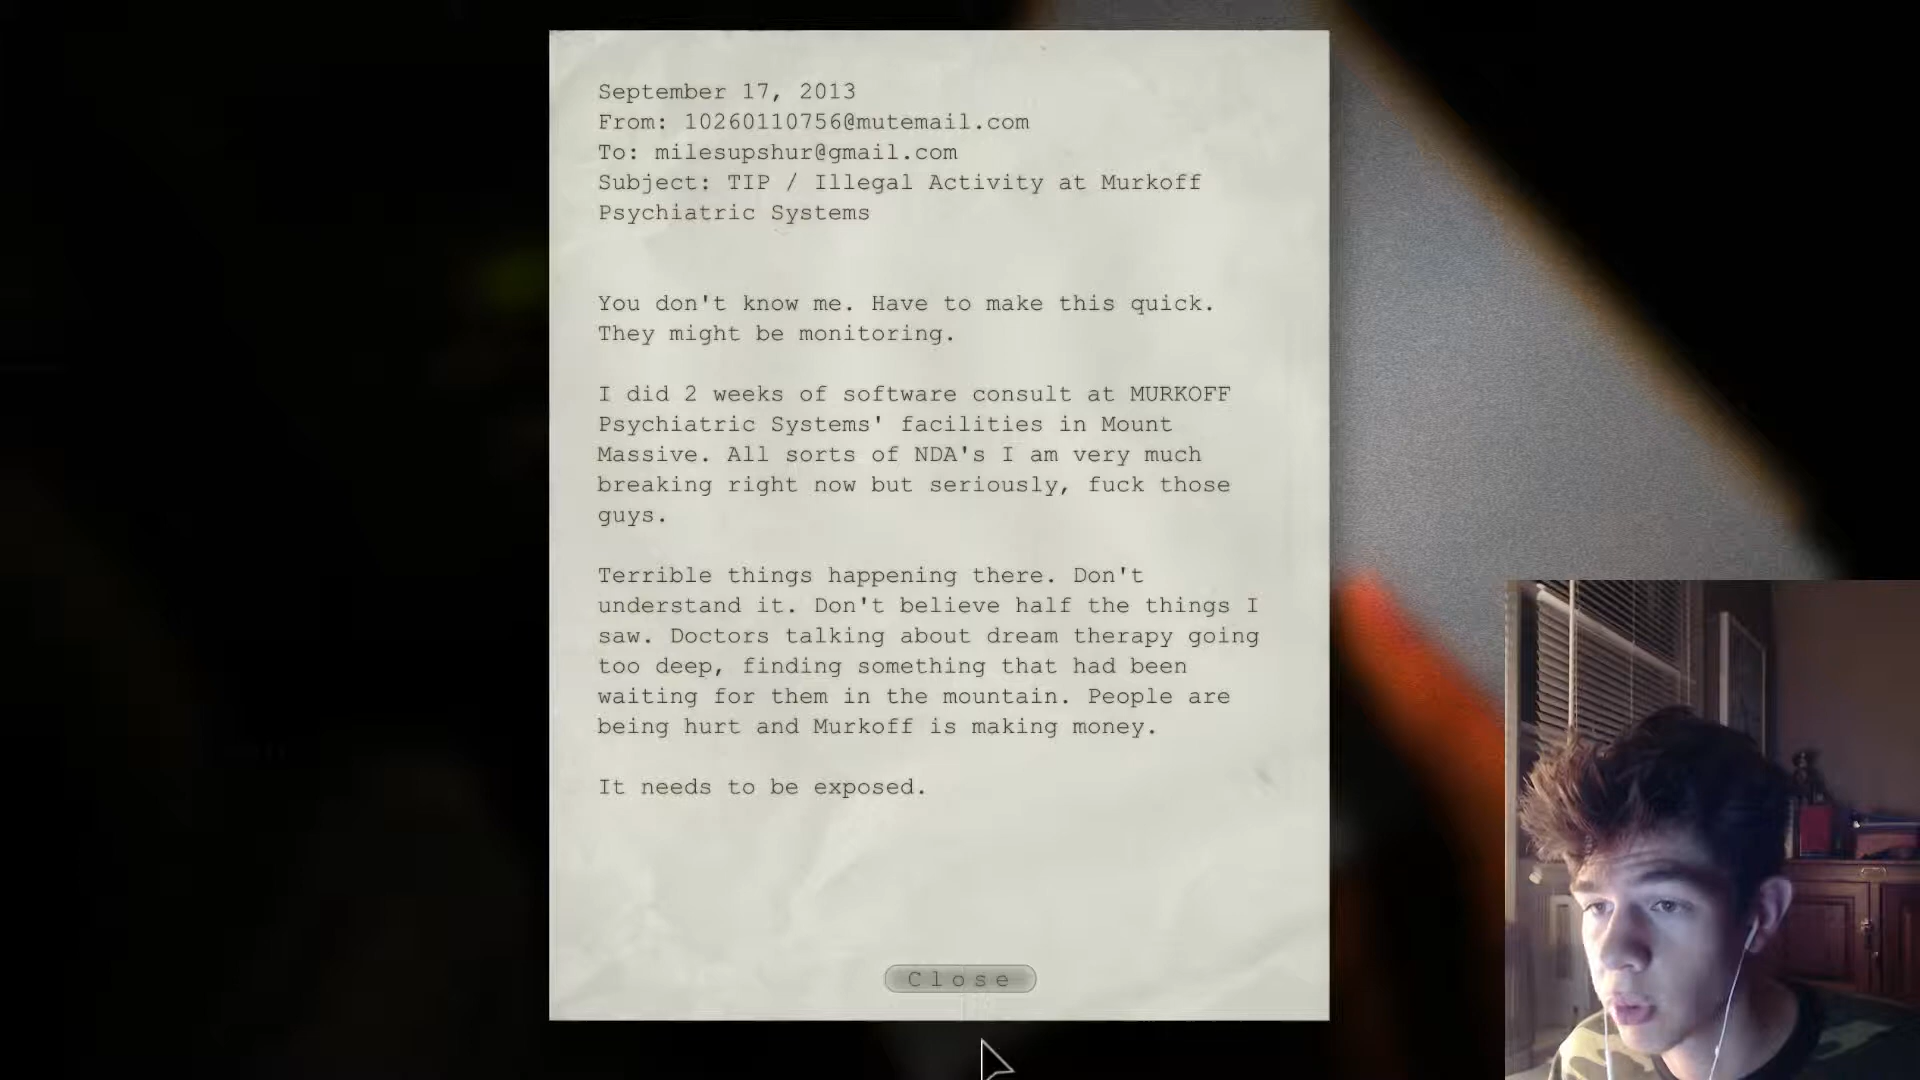 September 17, 2013
From: 10260110756@mutemail.com
To: milesupshur@gmail.com
Subject: TIP / Illegal Activity at Murkoff
Psychiatric Systems
You don't know me. Have to make this quick.
They might be monitoring.
I did 2 weeks of software consult at MURKOFF
Psychiatric Systems' facilities in Mount
Massive. All sorts of NDA's I am very much
breaking right now but seriously, fuck those
guys.
Terrible things happening there. Don't
understand it. Don't believe half the things I
saw. Doctors talking about dream therapy going
too deep, finding something that had been
waiting for them in the mountain. People are
being hurt and Murkoff is making money.
It needs to be exposed.
Close